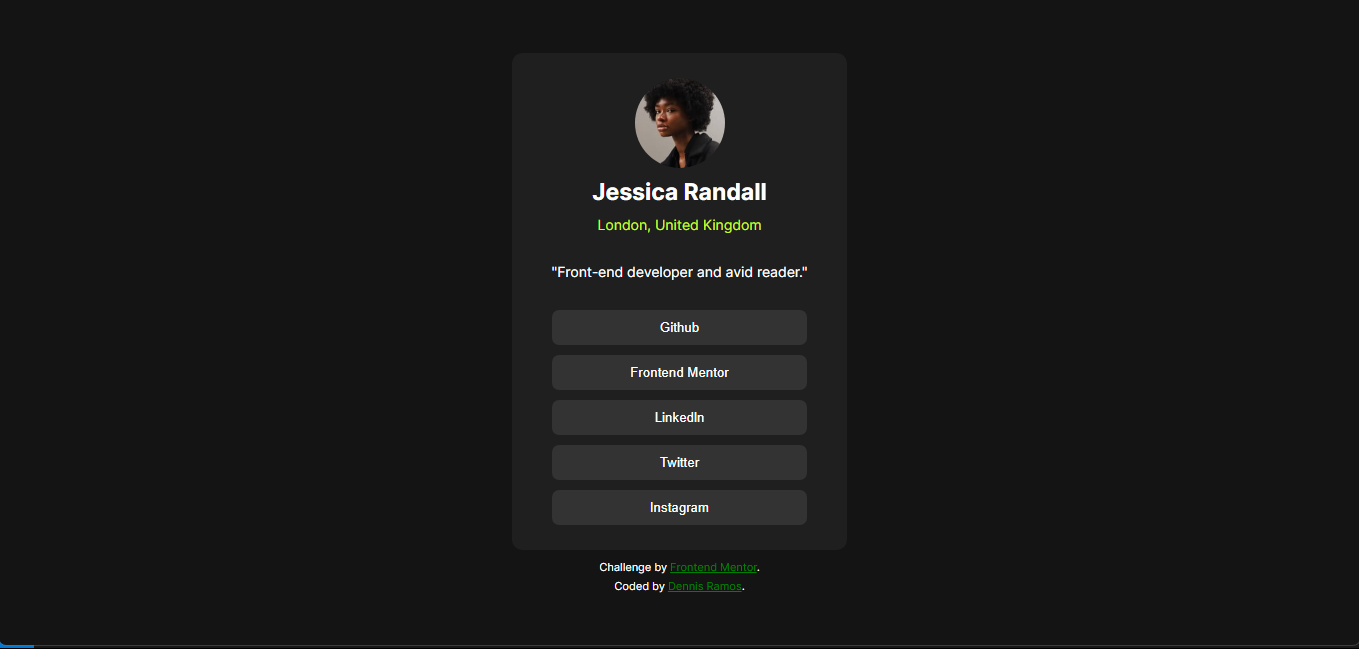 Jessica Randall
London, United Kingdom
"Front-end developer and avid reader."
Github
Frontend Mentor
LinkedIn
Twitter
Instagram
Challenge by Frontend Mentor.
Coded by Dennis Ramos.